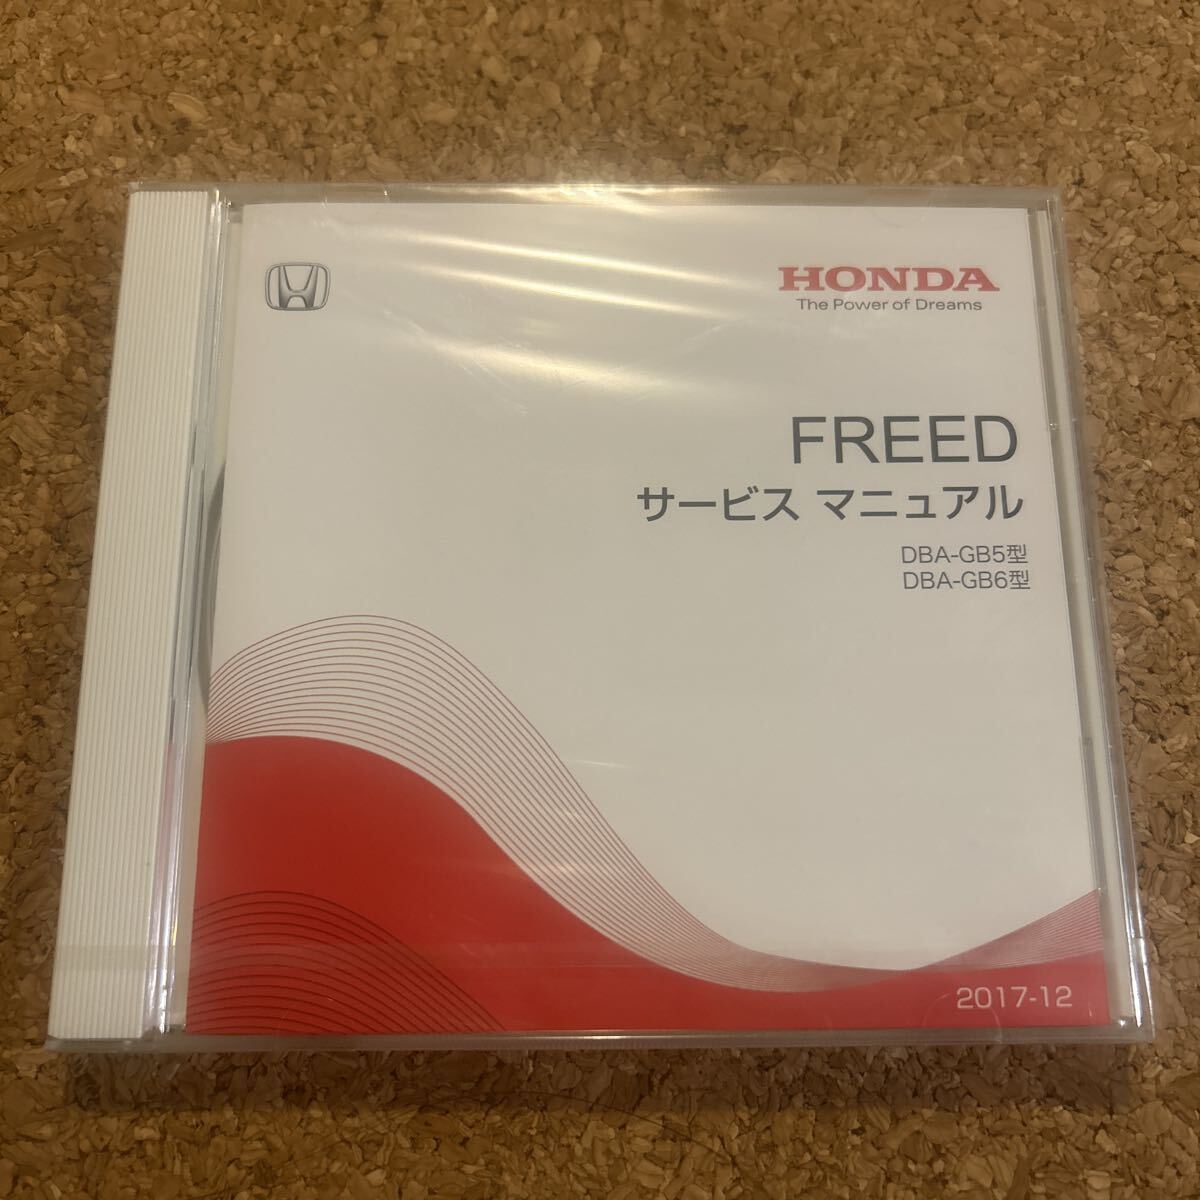 HONDA
The Power of Dreams
FREED
サービス マニュアル
DBA-GB5型
DBA-GB6型
2017-12